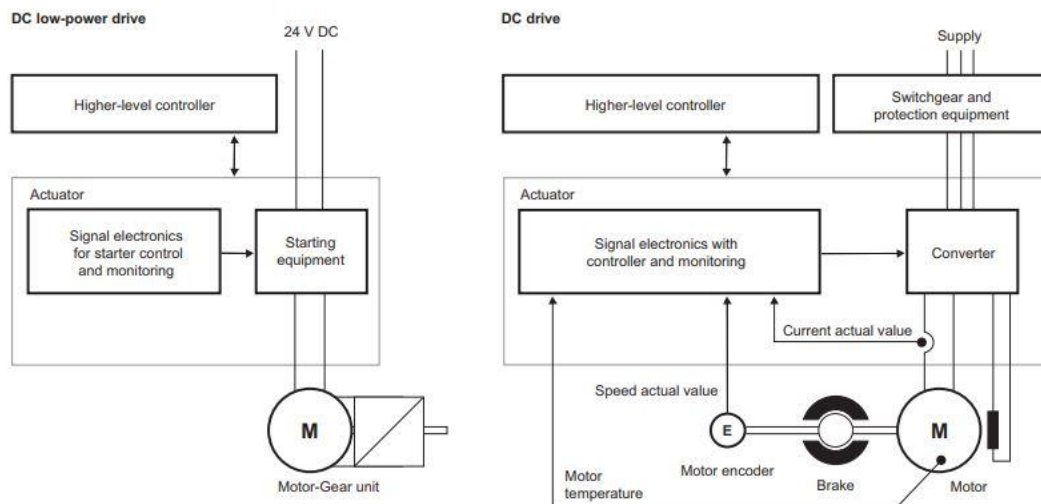 DC low-power drive
24 V DC
Higher-level controller
Actuator
Signal electronics
for starter control
and monitoring
Starting
equipment
M
Motor-Gear unit
DC drive
Supply
Higher-level controller
Switchgear and
protection equipment
Actuator
Signal electronics with
controller and monitoring
Converter
Current actual value
Speed actual value
E
M
Motor encoder
Brake
Motor
Motor
temperature